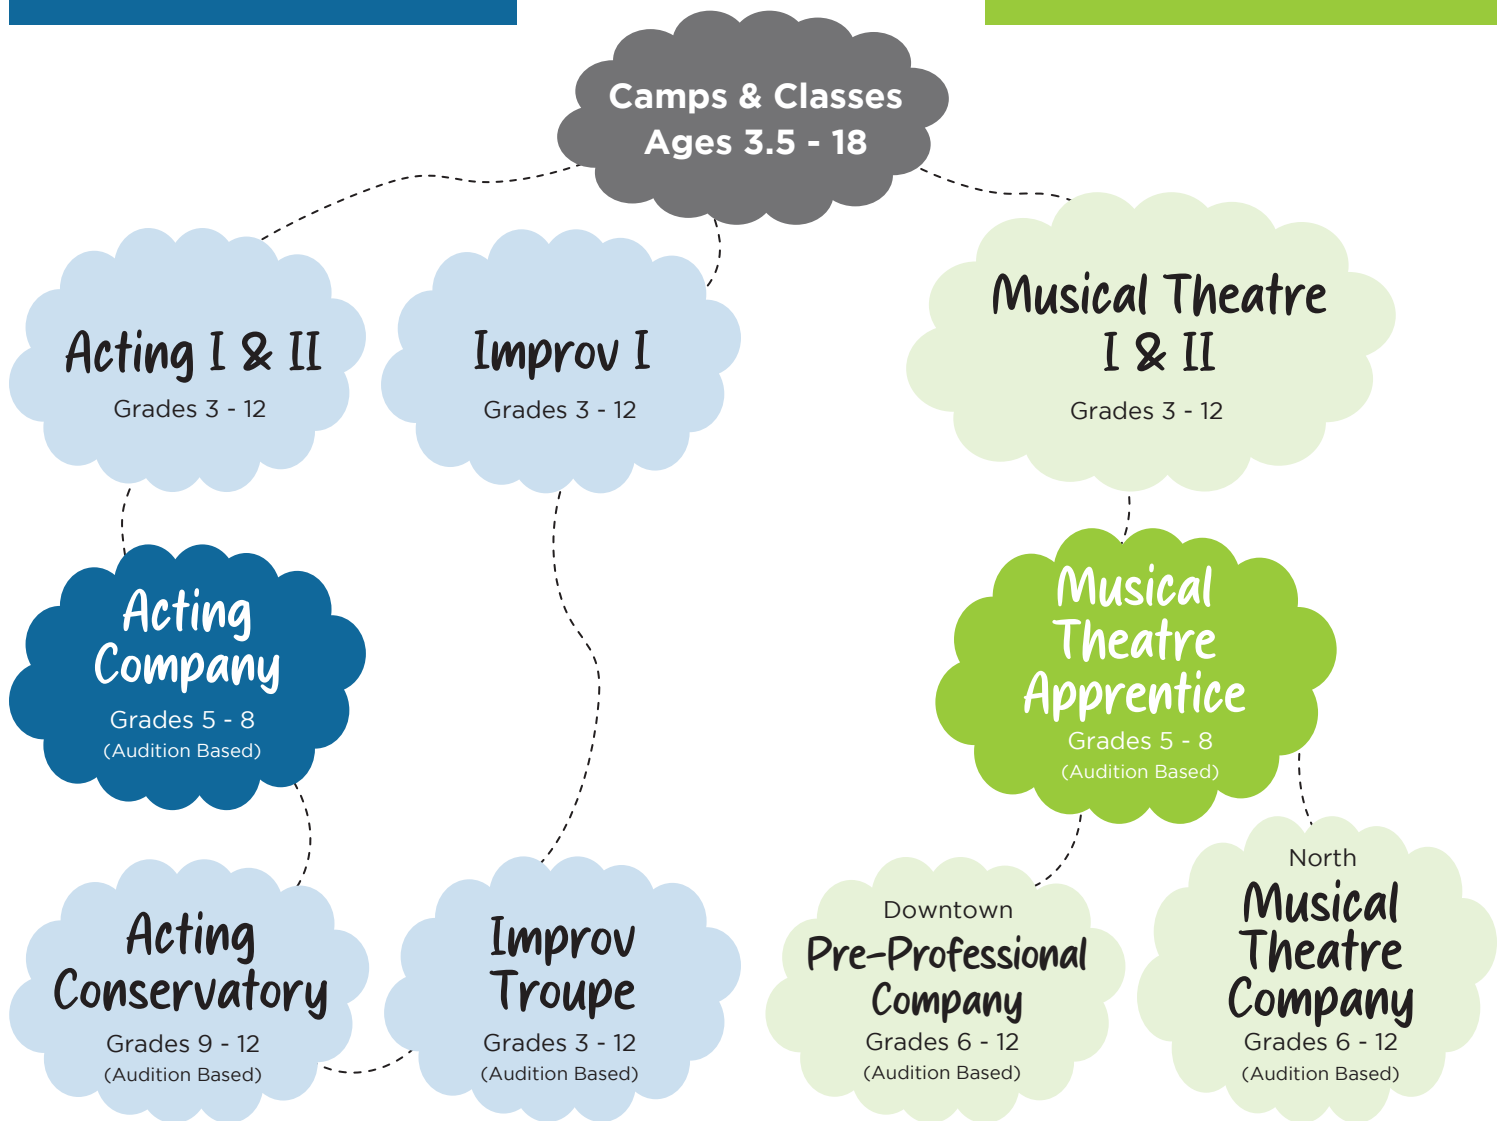 Camps & Classes
Ages 3.5 - 18
Acting I & II
Grades 3 - 12
Improv I
Grades 3 - 12
Musical Theatre
I & II
Grades 3 - 12
Acting
Company
Grades 5 - 8
(Audition Based)
Musical
Theatre
Apprentice
Grades 5 - 8
(Audition Based)
Acting
Conservatory
Grades 9 - 12
(Audition Based)
Improv
Troupe
Grades 3 - 12
(Audition Based)
Downtown
Pre-Professional
Company
Grades 6 - 12
(Audition Based)
North
Musical
Theatre
Company
Grades 6 - 12
(Audition Based)